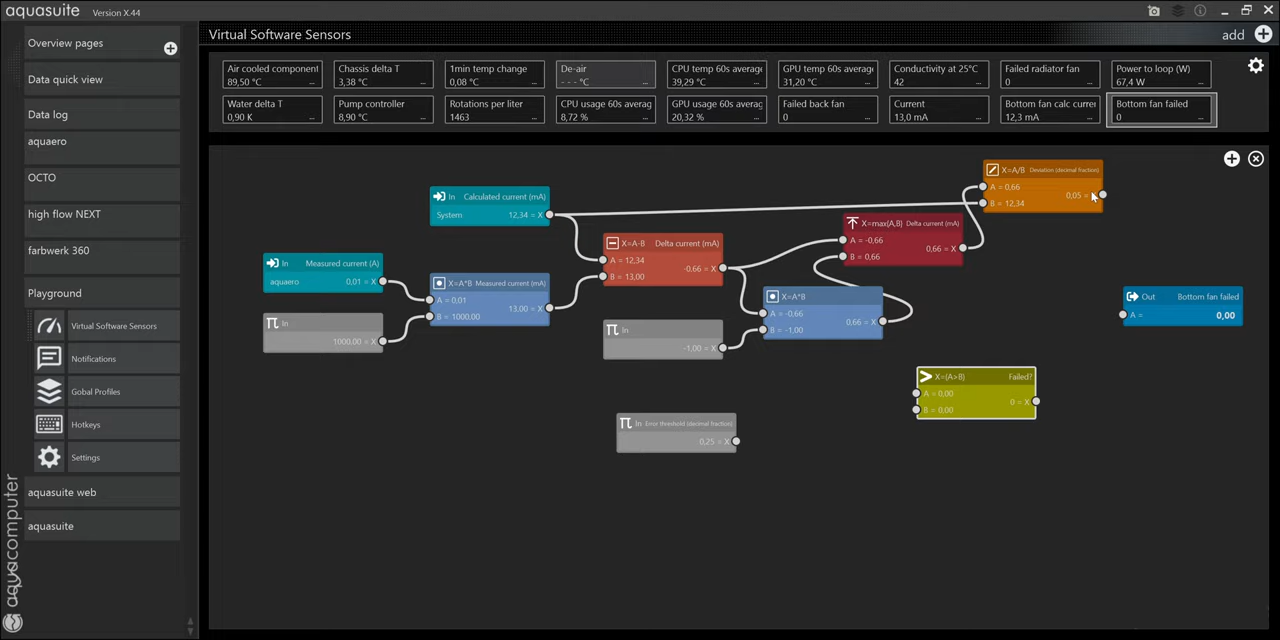 aquasuite Version X.44
Overview pages
Data quick view
Data log
aquaero
OCTO
high flow NEXT
farbwerk 360
Playground
Virtual Software Sensors
Notifications
Gobal Profiles
Hotkeys
Settings
aquasuite web
aquasuite
aquacomputer
Virtual Software Sensors
add
Air cooled component
89,50 °C ...
Chassis delta T
3,38 °C ...
1min temp change
0,08 °C ...
De-air
- - - °C ...
CPU temp 60s average
39,29 °C ...
GPU temp 60s average
31,20 °C ...
Conductivity at 25°C
42 ...
Failed radiator fan
0 ...
Power to loop (W)
67,4 W ...
Water delta T
0,90 K ...
Pump controller
8,90 °C ...
Rotations per liter
1463 ...
CPU usage 60s averag
8,72 % ...
GPU usage 60s averag
20,32 % ...
Failed back fan
0 ...
Current
13,0 mA ...
Bottom fan calc curre
12,3 mA ...
Bottom fan failed
0 ...
X=A/B Deviation (decimal fraction)
A = 0,66
0,05 =
B = 12,34
In Calculated current (mA)
System 12,34 = X
X=max{A,B} Delta current (mA)
A = -0,66
0,66 = X
B = 0,66
X=A-B Delta current (mA)
A = 12,34
-0,66 = X
B = 13,00
In Measured current (A)
aquaero 0,01 = X
X=A*B Measured current (mA)
A = 0,01
13,00 = X
B = 1000,00
X=A*B
A = -0,66
0,66 = X
B = -1,00
Out Bottom fan failed
A = 0,00
In
1000,00 = X
In
-1,00 = X
X=(A>B) Failed?
A = 0,00
0 = X
B = 0,00
In Error threshold (decimal fraction)
0,25 = X